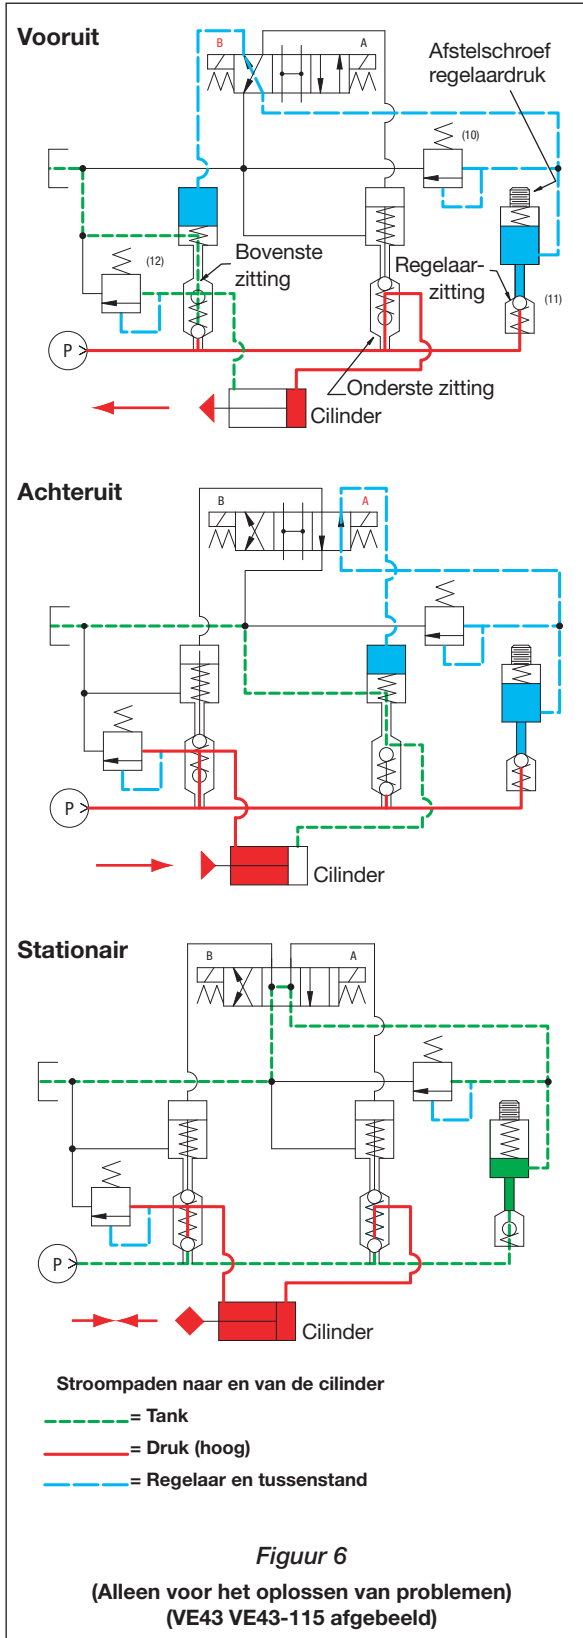 Vooruit
B
A
Afstelschroef
regelaardruk
(10)
(12)
Bovenste
zitting
Regelaar-
zitting
(11)
P
Onderste zitting
Cilinder
Achteruit
B
A
P
Cilinder
Stationair
B
A
P
Cilinder
Stroompaden naar en van de cilinder
= Tank
= Druk (hoog)
= Regelaar en tussenstand
Figuur 6
(Alleen voor het oplossen van problemen)
(VE43 VE43-115 afgebeeld)